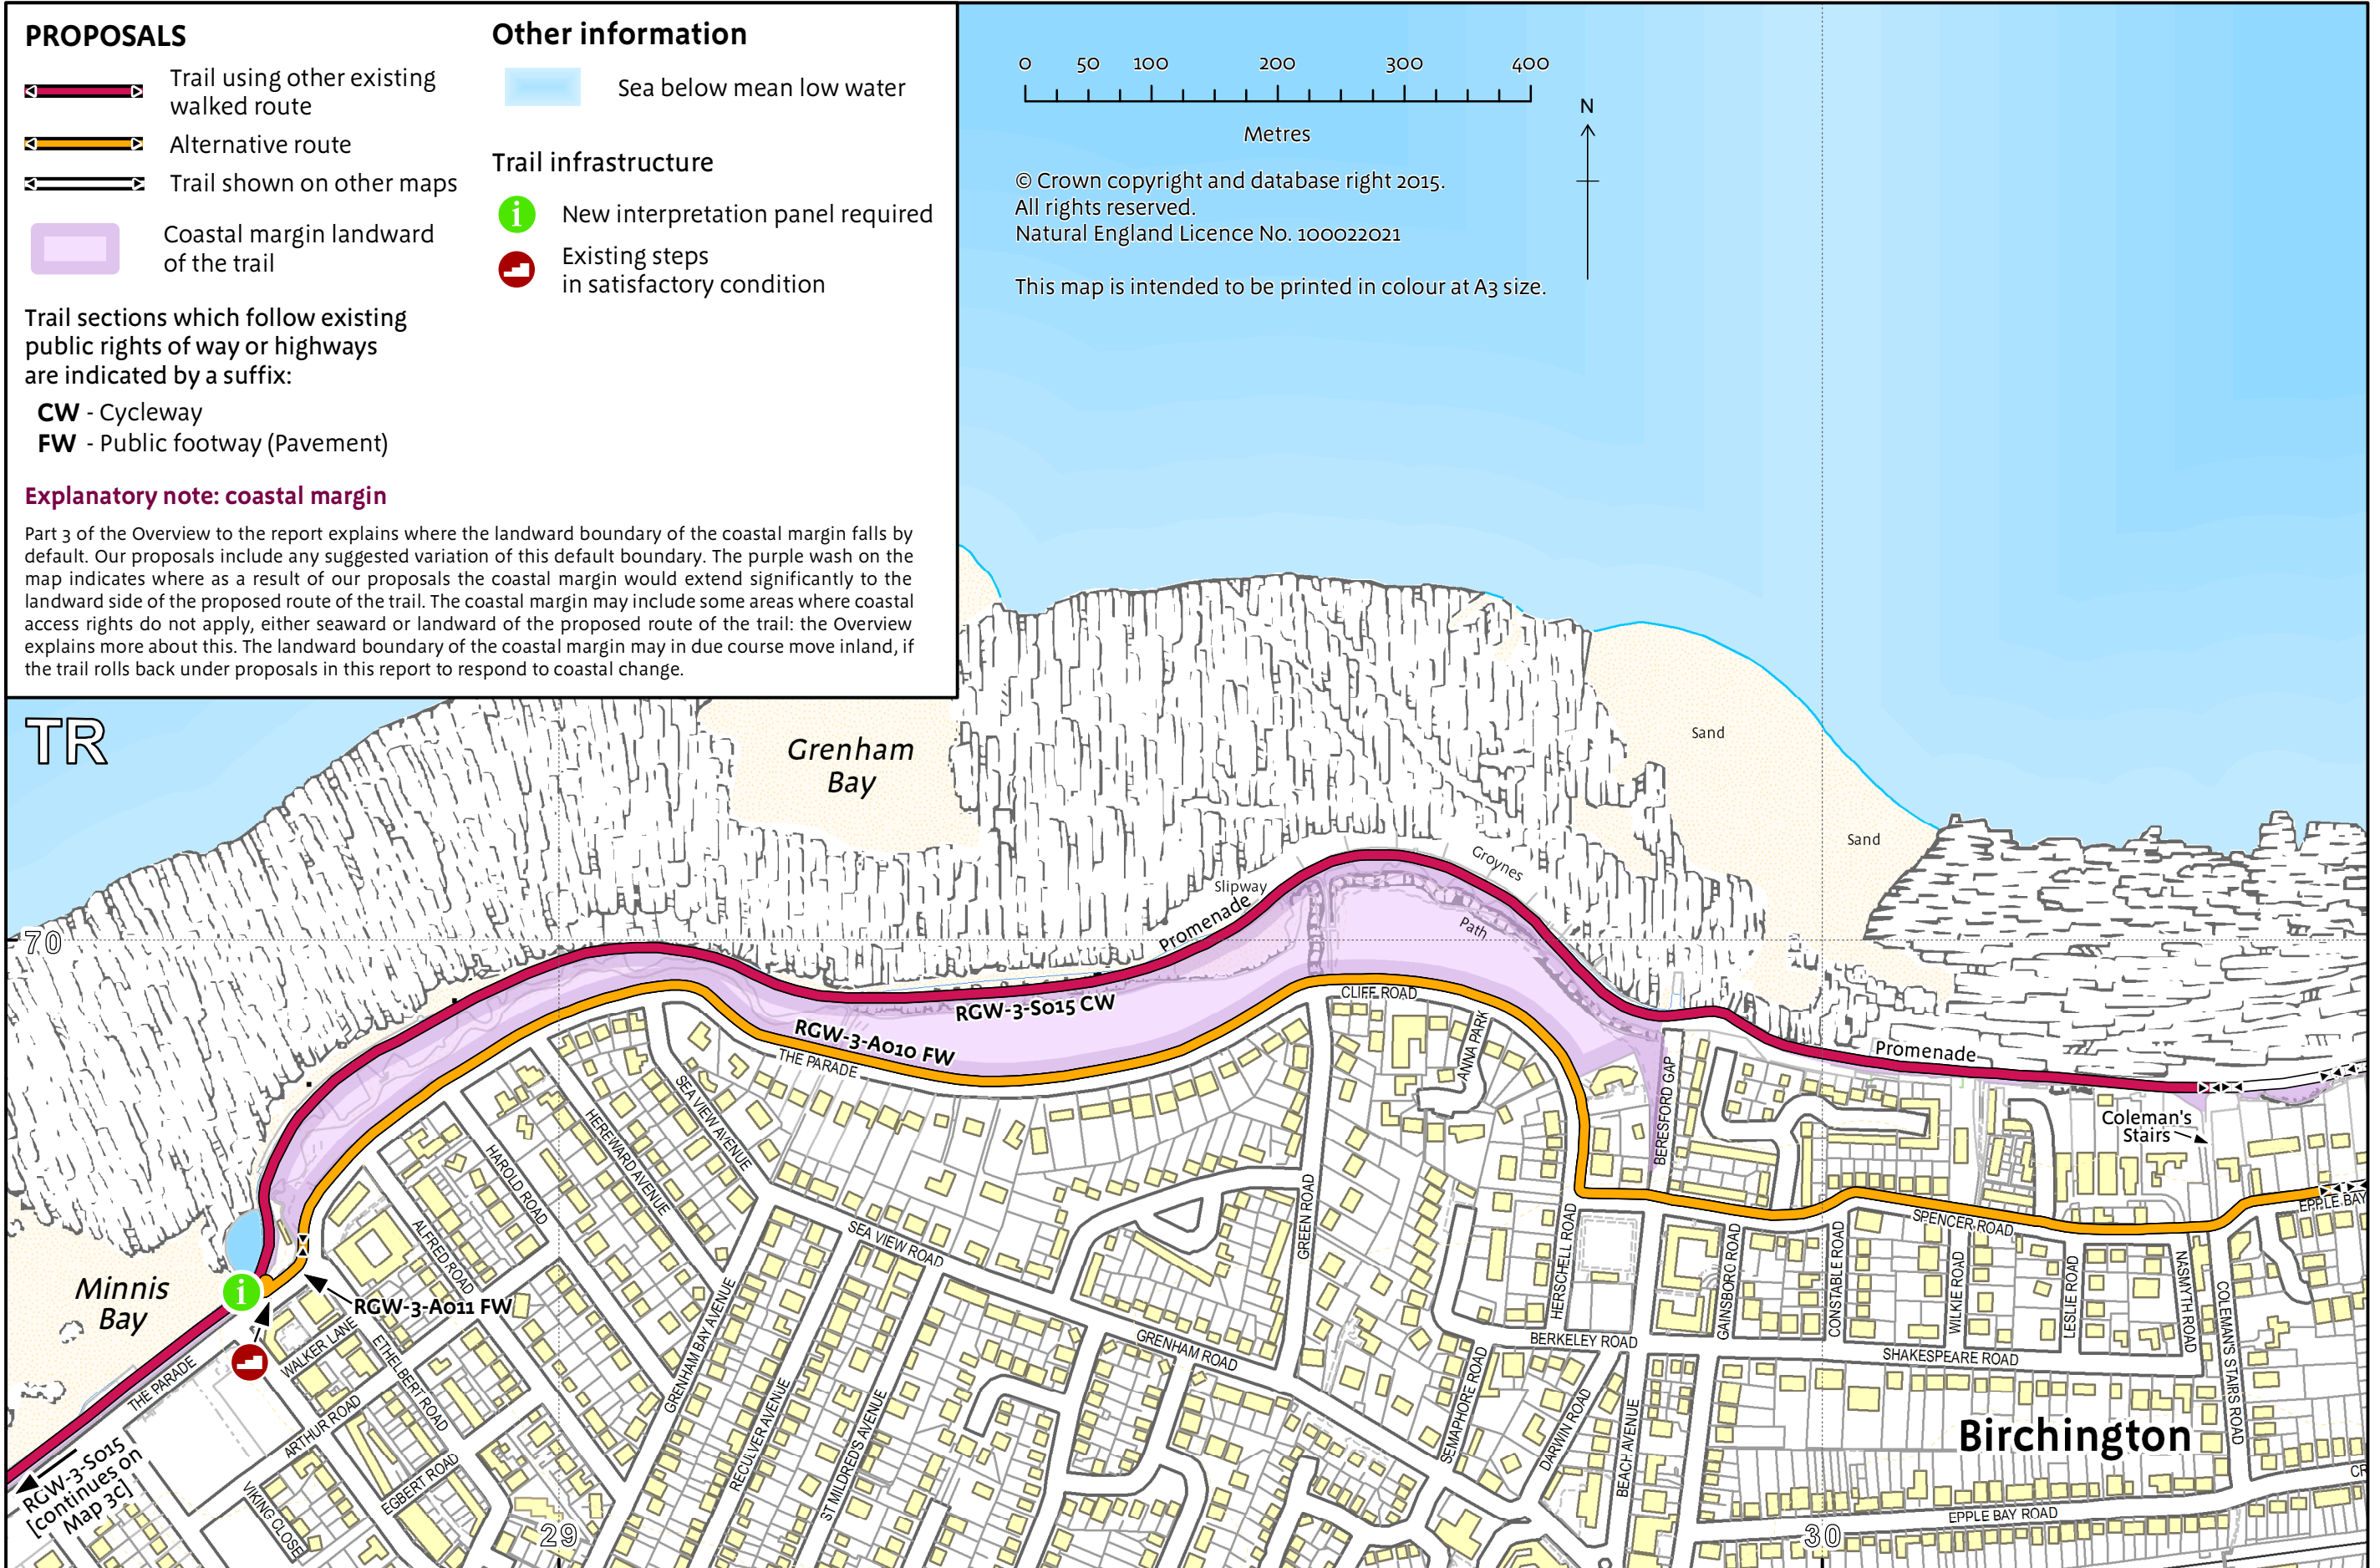 PROPOSALS
Trail using other existing
walked route
Alternative route
Trail shown on other maps
Coastal margin landward
of the trail
Trail sections which follow existing
public rights of way or highways
are indicated by a suffix:
CW - Cycleway
FW - Public footway (Pavement)
Other information
Sea below mean low water
Trail infrastructure
i New interpretation panel required
Existing steps
in satisfactory condition
Explanatory note: coastal margin
Part 3 of the Overview to the report explains where the landward boundary of the coastal margin falls by
default. Our proposals include any suggested variation of this default boundary. The purple wash on the
map indicates where as a result of our proposals the coastal margin would extend significantly to the
landward side of the proposed route of the trail. The coastal margin may include some areas where coastal
access rights do not apply, either seaward or landward of the proposed route of the trail: the Overview
explains more about this. The landward boundary of the coastal margin may in due course move inland, if
the trail rolls back under proposals in this report to respond to coastal change.
0 50 100 200 300 400
Metres
N
© Crown copyright and database right 2015.
All rights reserved.
Natural England Licence No. 100022021
This map is intended to be printed in colour at A3 size.
TR
Grenham
Bay
Sand
Sand
Groynes
Slipway
Promenade
Path
70
RGW-3-S015 CW
CLIFF ROAD
RGW-3-A010 FW
THE PARADE
ANNA PARK
BERESFORD GAP
Promenade
Coleman's
Stairs
SEA VIEW AVENUE
HEREWARD AVENUE
HAROLD ROAD
ALFRED ROAD
SEA VIEW ROAD
GREEN ROAD
HERSCHELL ROAD
SPENCER ROAD
EPPLE BAY
Minnis
Bay
i
RGW-3-A011 FW
WALKER LANE
THE PARADE
ETHELBERT ROAD
ARTHUR ROAD
EGBERT ROAD
VIKING CLOSE
GRENHAM BAY AVENUE
RECULVER AVENUE
ST MILDRED'S AVENUE
GRENHAM ROAD
SEMAPHORE ROAD
BERKELEY ROAD
DARWIN ROAD
BEACH AVENUE
GAINSBORO ROAD
CONSTABLE ROAD
WILKIE ROAD
LESLIE ROAD
NASMYTH ROAD
COLEMAN'S STAIRS ROAD
SHAKESPEARE ROAD
Birchington
RGW-3-S015
[continues on
Map 3c]
EPPLE BAY ROAD
CR
29
30